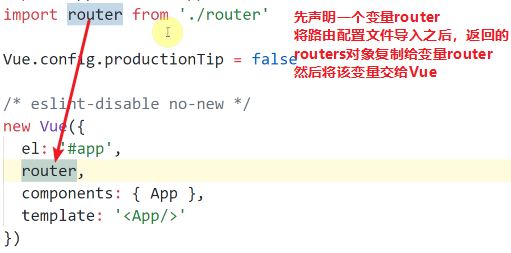 import router from './router'
先声明一个变量router
将路由配置文件导入之后，返回的
routers对象复制给变量router
然后将该变量交给Vue
Vue.config.productionTip = false
/* eslint-disable no-new */
new Vue({
el: '#app',
router,
components: { App },
template: '<App/>'
})